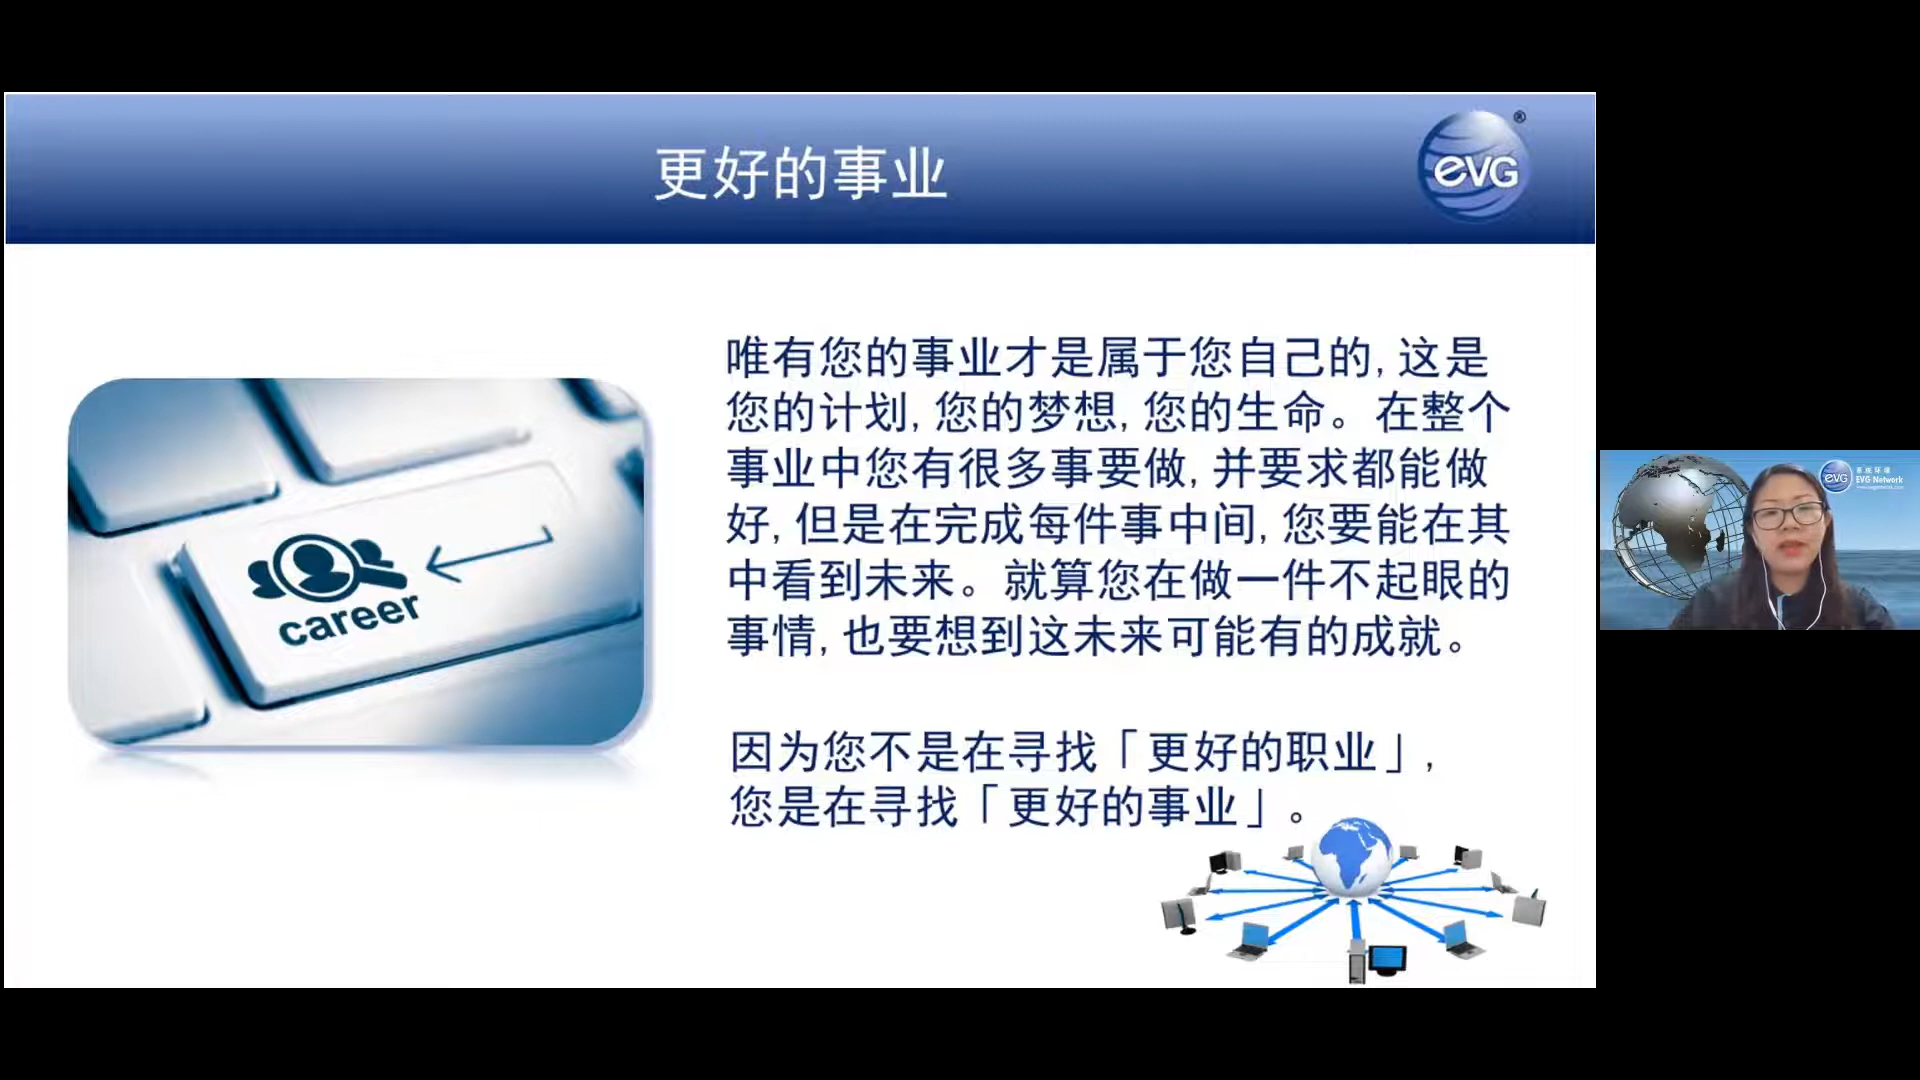 更好的事业
®
evG
唯有您的事业才是属于您自己的,这是
您的计划,您的梦想,您的生命。在整个
事业中您有很多事要做,并要求都能做
好,但是在完成每件事中间,您要能在其
中看到未来。就算您在做一件不起眼的
事情,也要想到这未来可能有的成就。
career
因为您不是在寻找「更好的职业」,
您是在寻找「更好的事业」。
evG
EVG Network